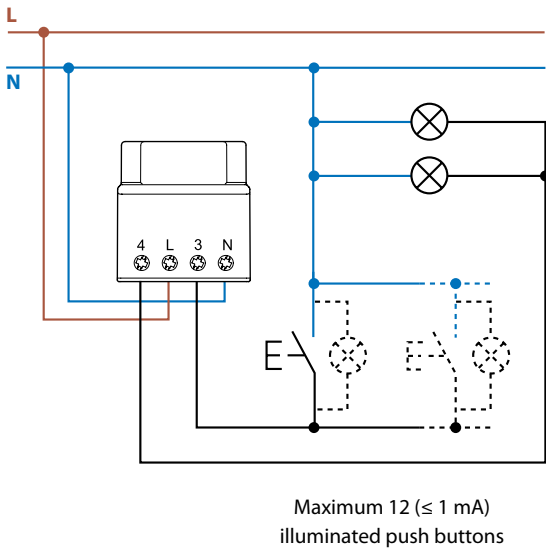 L
N
4 L 3 N
Maximum 12 (≤ 1 mA)
illuminated push buttons